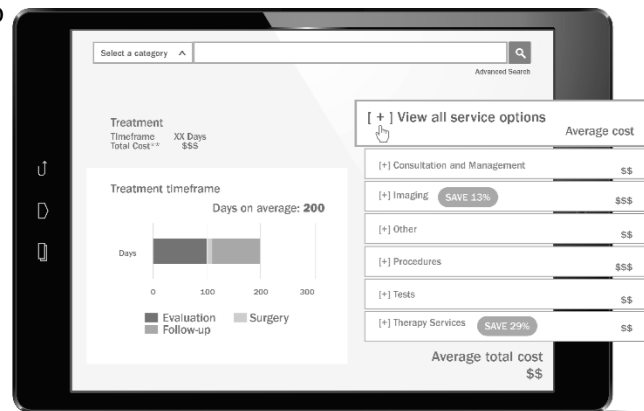 Select a category
Advanced Search
Treatment
Timeframe XX Days
Total Cost** $$$
[ + ] View all service options
Average cost
[+] Consultation and Management $$
[+] Imaging SAVE 13% $$$
[+] Other $$
[+] Procedures $$$
[+] Tests $$
[+] Therapy Services SAVE 29% $$
Average total cost
$$
Treatment timeframe
Days on average: 200
Days
0 100 200 300
Evaluation Surgery
Follow-up